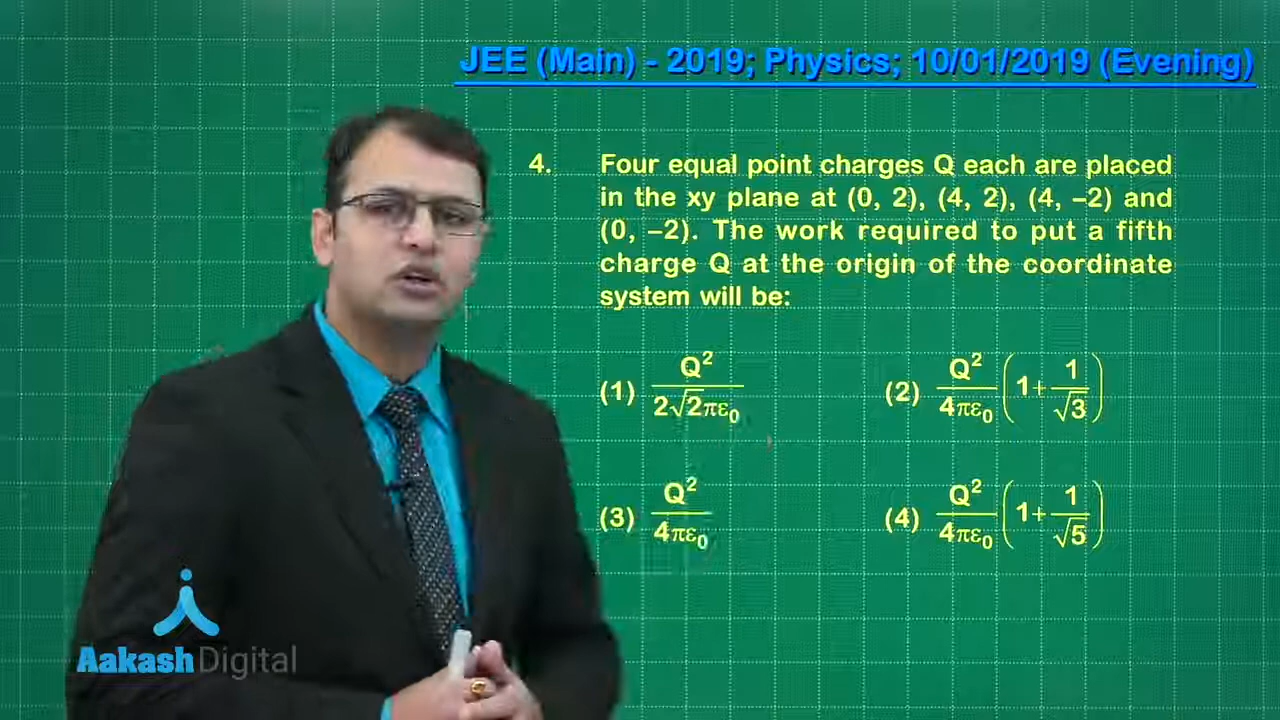 JEE (Main) - 2019; Physics; 10/01/2019 (Evening)
4. Four equal point charges Q each are placed
in the xy plane at (0, 2), (4, 2), (4, –2) and
(0, –2). The work required to put a fifth
charge Q at the origin of the coordinate
system will be:
(1) Q²/(2√2πε₀) (2) Q²/(4πε₀) (1+1/√3)
(3) Q²/(4πε₀) (4) Q²/(4πε₀) (1+1/√5)
Aakash Digital